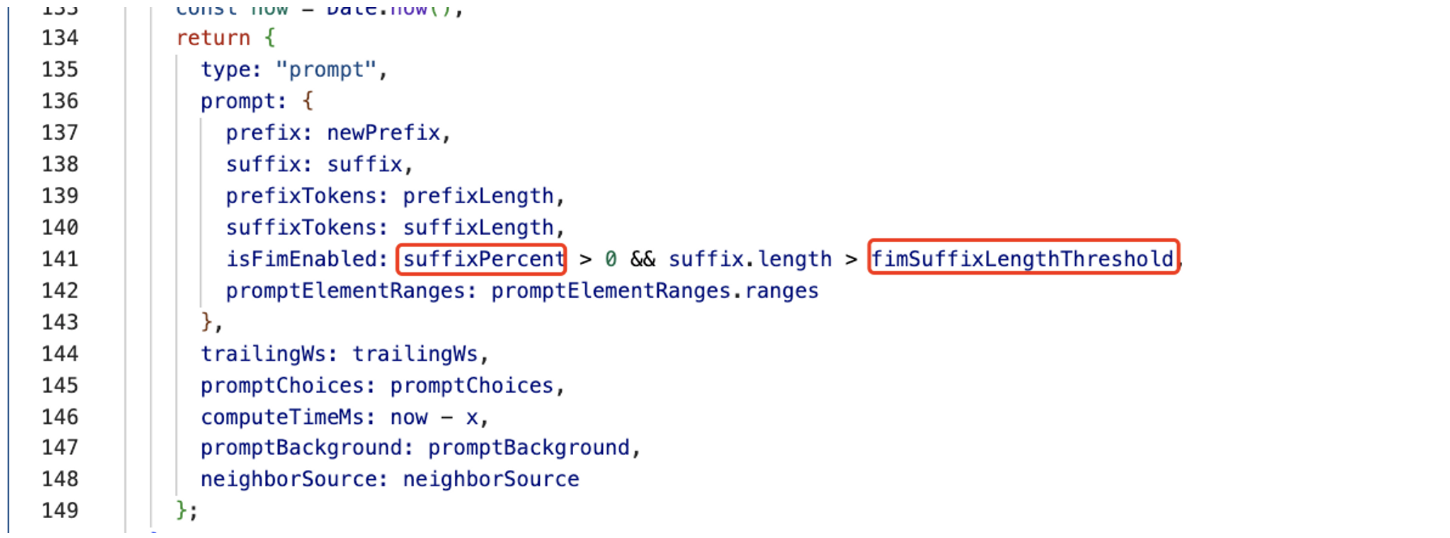 133 const now = Date.now(),
134 return {
135 type: "prompt",
136 prompt: {
137 prefix: newPrefix,
138 suffix: suffix,
139 prefixTokens: prefixLength,
140 suffixTokens: suffixLength,
141 isFimEnabled: suffixPercent > 0 && suffix.length > fimSuffixLengthThreshold,
142 promptElementRanges: promptElementRanges.ranges
143 },
144 trailingWs: trailingWs,
145 promptChoices: promptChoices,
146 computeTimeMs: now - x,
147 promptBackground: promptBackground,
148 neighborSource: neighborSource
149 };